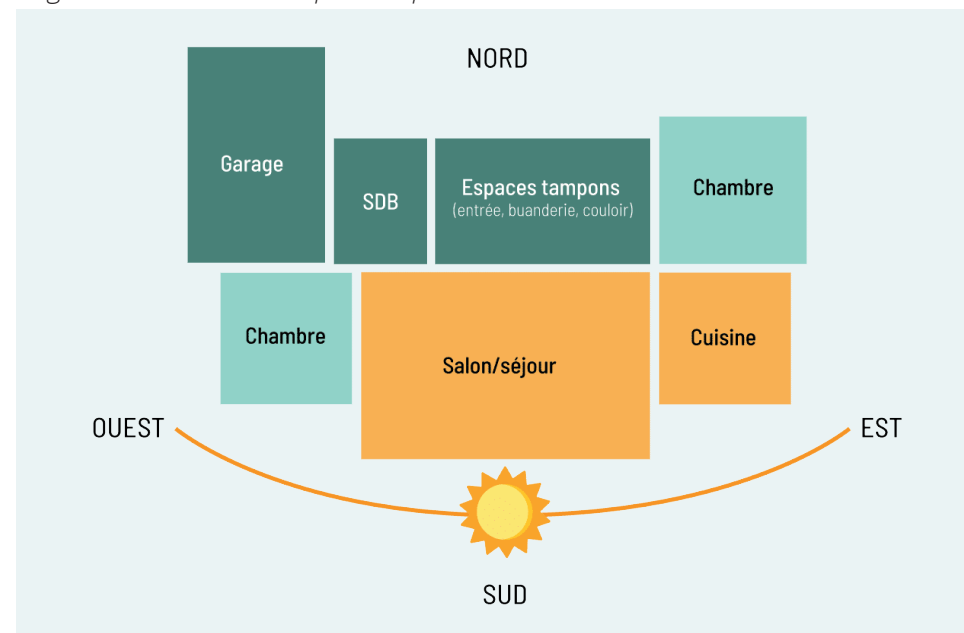 NORD
Garage
SDB
Espaces tampons
(entrée, buanderie, couloir)
Chambre
Chambre
Salon/séjour
Cuisine
OUEST
EST
SUD